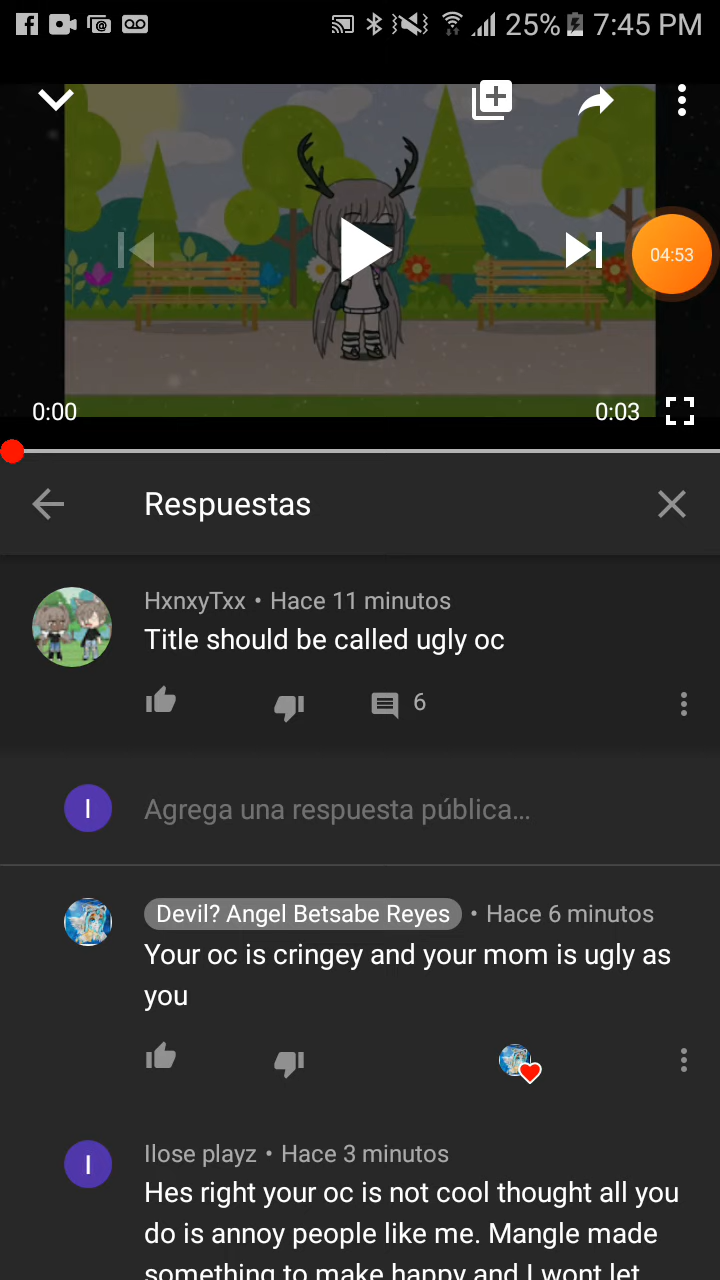 25% 7:45 PM
04:53
0:00 0:03
Respuestas
HxnxyTxx • Hace 11 minutos
Title should be called ugly oc
6
I Agrega una respuesta pública...
Devil? Angel Betsabe Reyes • Hace 6 minutos
Your oc is cringey and your mom is ugly as
you
I Ilose playz • Hace 3 minutos
Hes right your oc is not cool thought all you
do is annoy people like me. Mangle made
something to make happy and I wont let